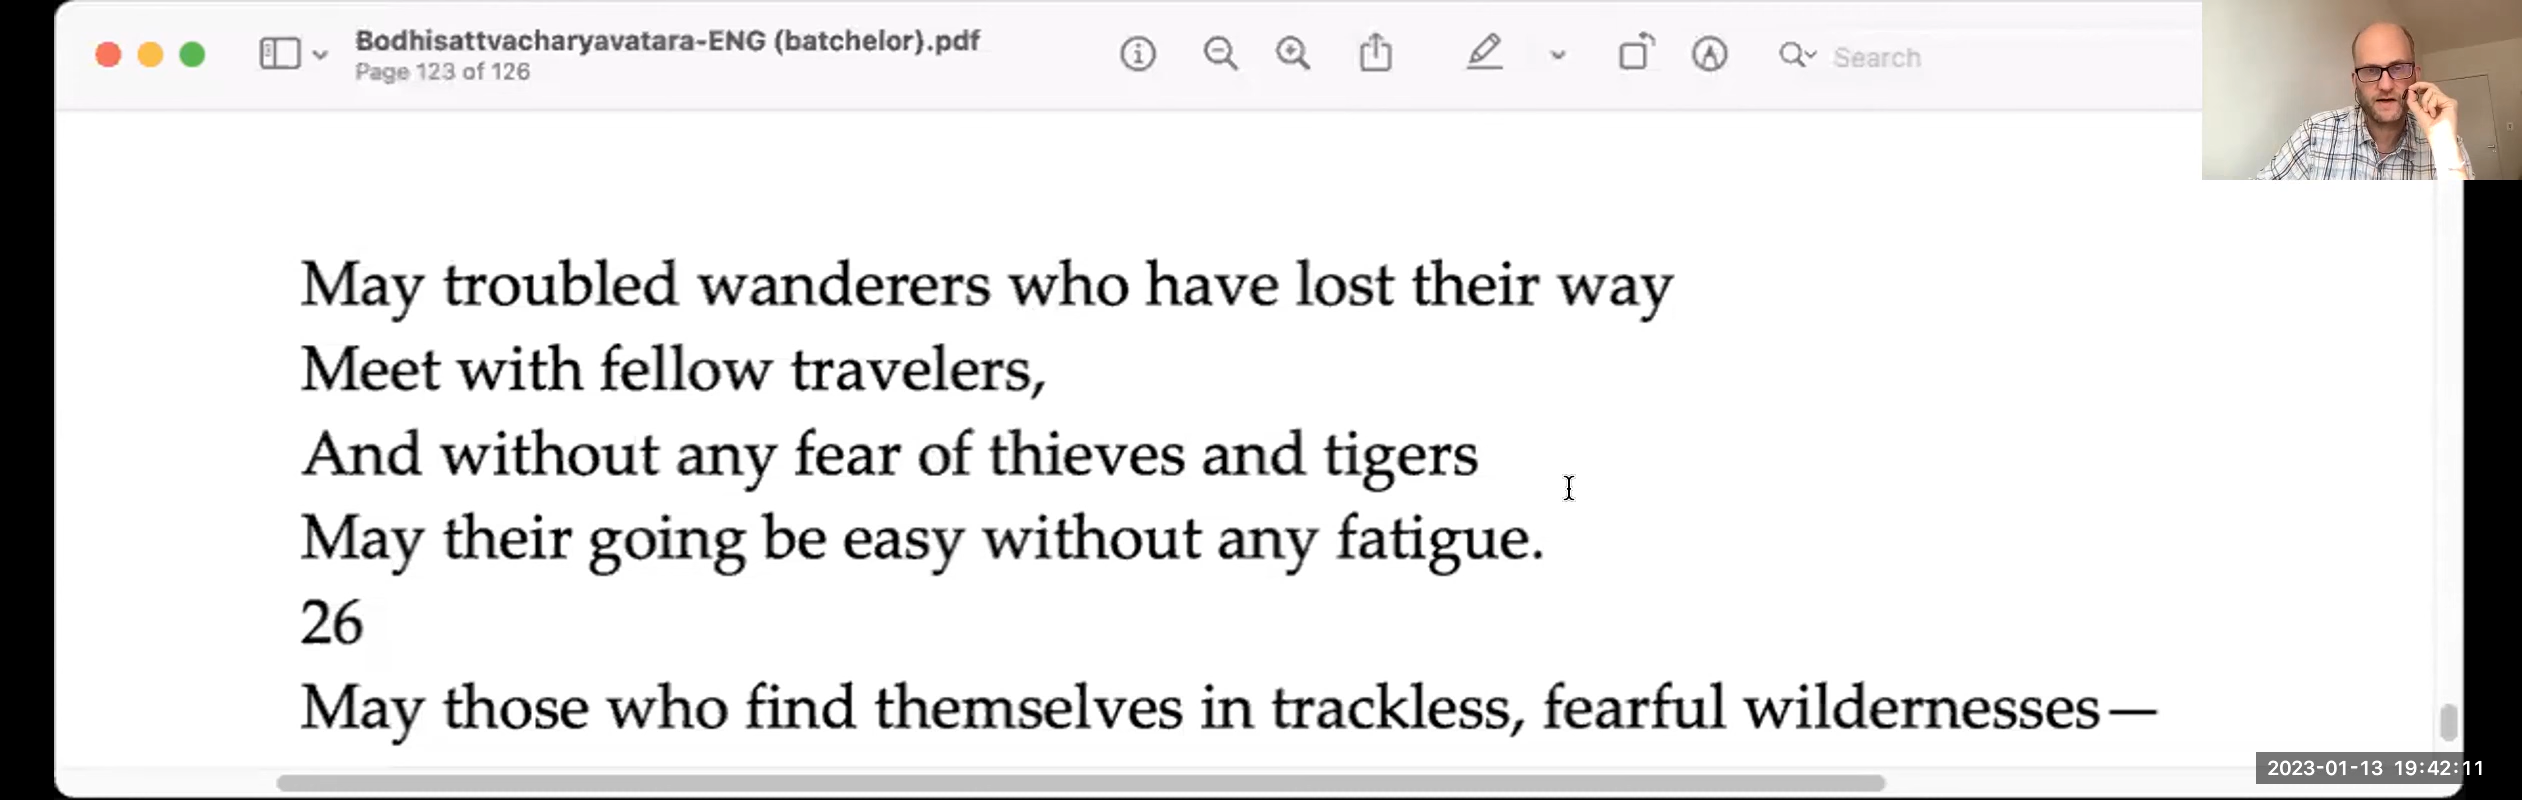 Bodhisattvacharyavatara-ENG (batchelor).pdf
Page 123 of 126
Search
May troubled wanderers who have lost their way
Meet with fellow travelers,
And without any fear of thieves and tigers
May their going be easy without any fatigue.
26
May those who find themselves in trackless, fearful wildernesses—
2023-01-13 19:42:11